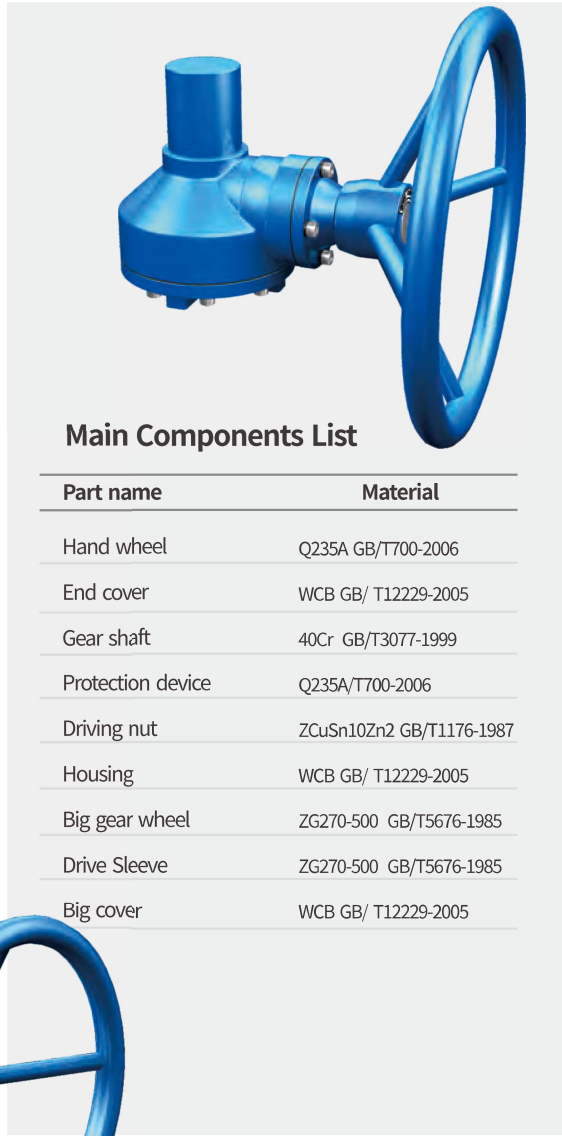 Main Components List
Part name Material
Hand wheel Q235A GB/T700-2006
End cover WCB GB/ T12229-2005
Gear shaft 40Cr GB/T3077-1999
Protection device Q235A/T700-2006
Driving nut ZCuSn10Zn2 GB/T1176-1987
Housing WCB GB/ T12229-2005
Big gear wheel ZG270-500 GB/T5676-1985
Drive Sleeve ZG270-500 GB/T5676-1985
Big cover WCB GB/ T12229-2005